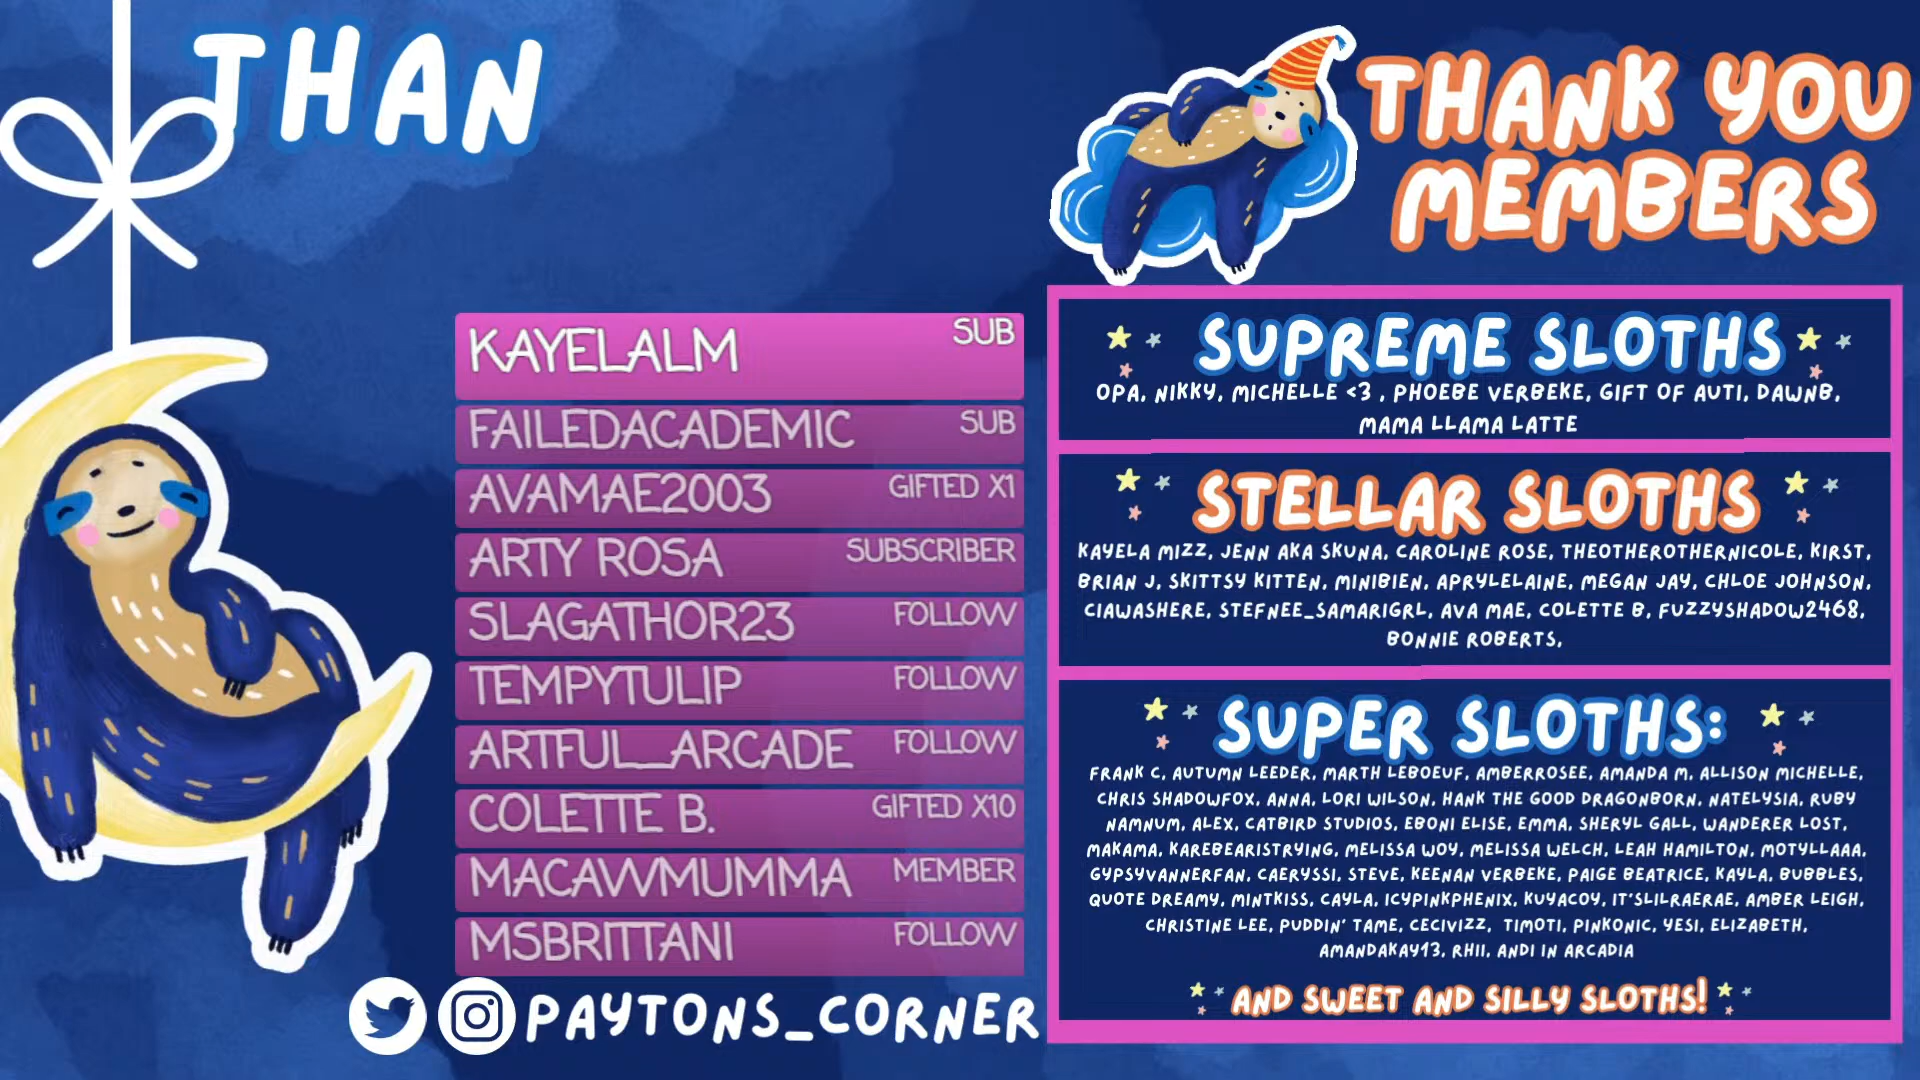 THAN
KAYELALM SUB
FAILEDACADEMIC SUB
AVAMAE2003 GIFTED X1
ARTY ROSA SUBSCRIBER
SLAGATHOR23 FOLLOW
TEMPYTULIP FOLLOW
ARTFUL_ARCADE FOLLOW
COLETTE B. GIFTED X10
MACAWMUMMA MEMBER
MSBRITTANI FOLLOW
PAYTONS_CORNER
THANK YOU
MEMBERS
SUPREME SLOTHS
OPA, NIKKY, MICHELLE <3 , PHOEBE VERBEKE, GIFT OF AUTI, DAWNB,
MAMA LLAMA LATTE
STELLAR SLOTHS
KAYELA MIZZ, JENN AKA SKUNA, CAROLINE ROSE, THEOTHEROTHERNICOLE, KIRST,
BRIAN J, SKITTSY KITTEN, MINIBIEN, APRYLELAINE, MEGAN JAY, CHLOE JOHNSON,
CIAWASHERE, STEFNEE_SAMARIGRL, AVA MAE, COLETTE B, FUZZYSHADOW2468,
BONNIE ROBERTS,
SUPER SLOTHS:
FRANK C, AUTUMN LEEDER, MARTH LEBOEUF, AMBERROSEE, AMANDA M, ALLISON MICHELLE,
CHRIS SHADOWFOX, ANNA, LORI WILSON, HANK THE GOOD DRAGONBORN, NATELYSIA, RUBY
NAMNUM, ALEX, CATBIRD STUDIOS, EBONI ELISE, EMMA, SHERYL GALL, WANDERER LOST,
MAKAMA, KAREBEARISTRYING, MELISSA WOY, MELISSA WELCH, LEAH HAMILTON, MOTYLLAAA,
GYPSYVANNERFAN, CAERYSSI, STEVE, KEENAN VERBEKE, PAIGE BEATRICE, KAYLA, BUBBLES,
QUOTE DREAMY, MINTKISS, CAYLA, ICYPINKPHENIX, KUYACOY, IT'SLILRAERAE, AMBER LEIGH,
CHRISTINE LEE, PUDDIN' TAME, CECIVIZZ, TIMOTI, PINKONIC, YESI, ELIZABETH,
AMANDAKAY13, RHII, ANDI IN ARCADIA
AND SWEET AND SILLY SLOTHS!